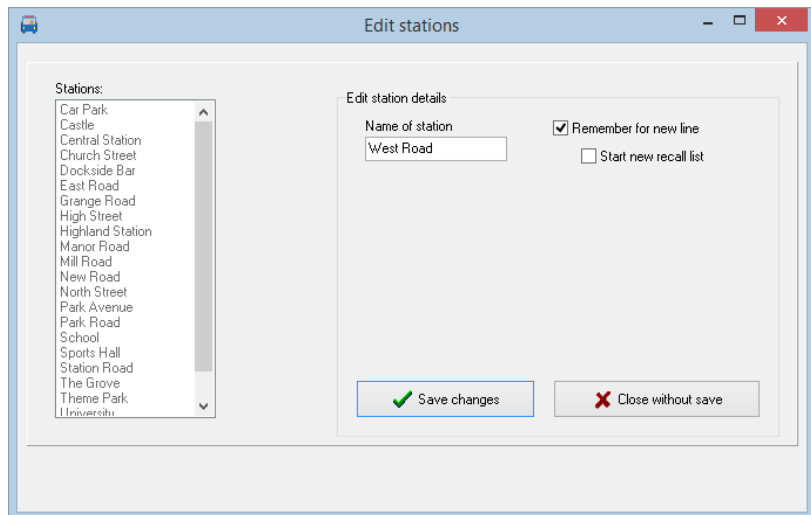 Edit stations
Stations:
Car Park
Castle
Central Station
Church Street
Dockside Bar
East Road
Grange Road
High Street
Highland Station
Manor Road
Mill Road
New Road
North Street
Park Avenue
Park Road
School
Sports Hall
Station Road
The Grove
Theme Park
University
Edit station details
Name of station
West Road
Remember for new line
Start new recall list
Save changes
Close without save